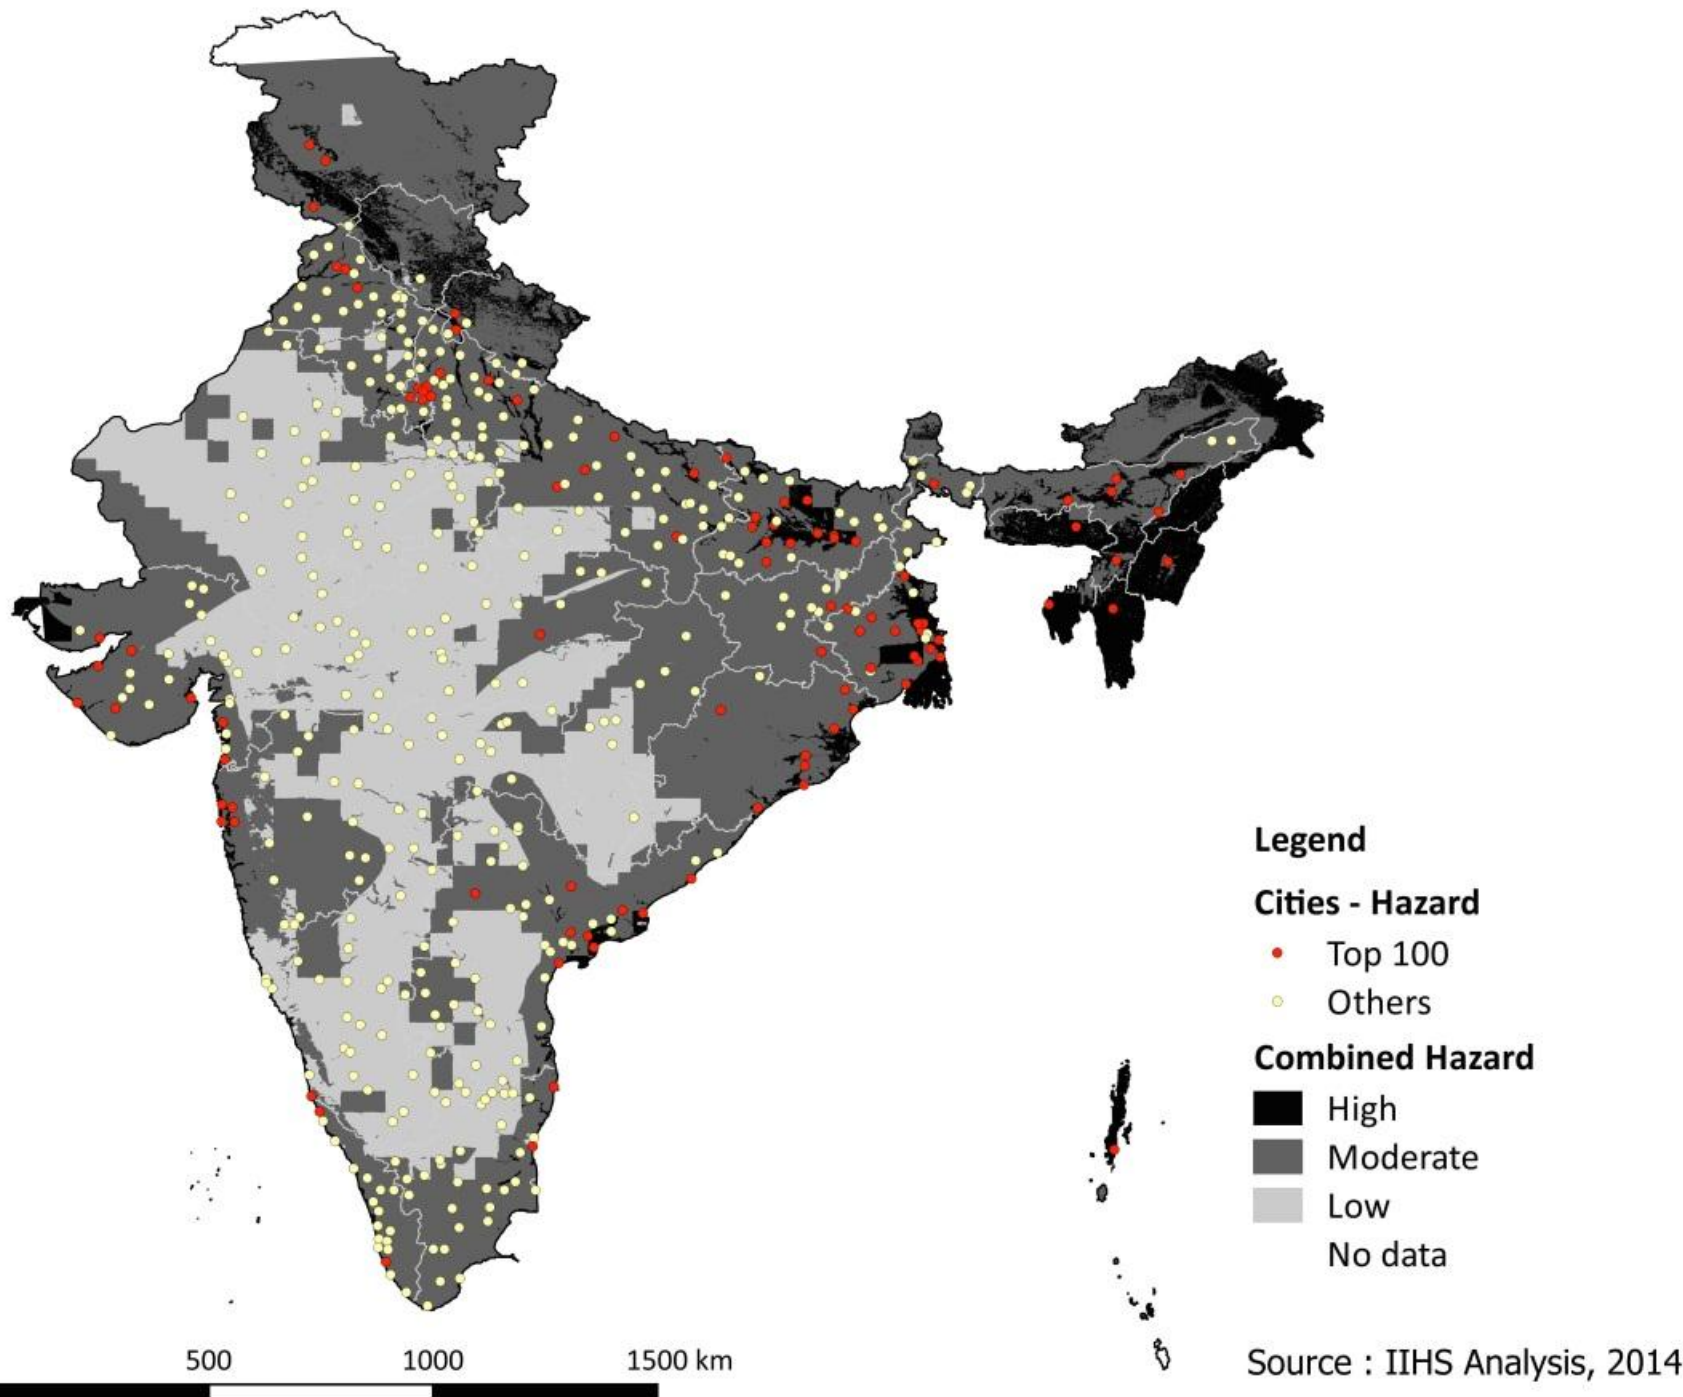 Legend
Cities - Hazard
Top 100
Others
Combined Hazard
High
Moderate
Low
No data
500 1000 1500 km
Source : IIHS Analysis, 2014